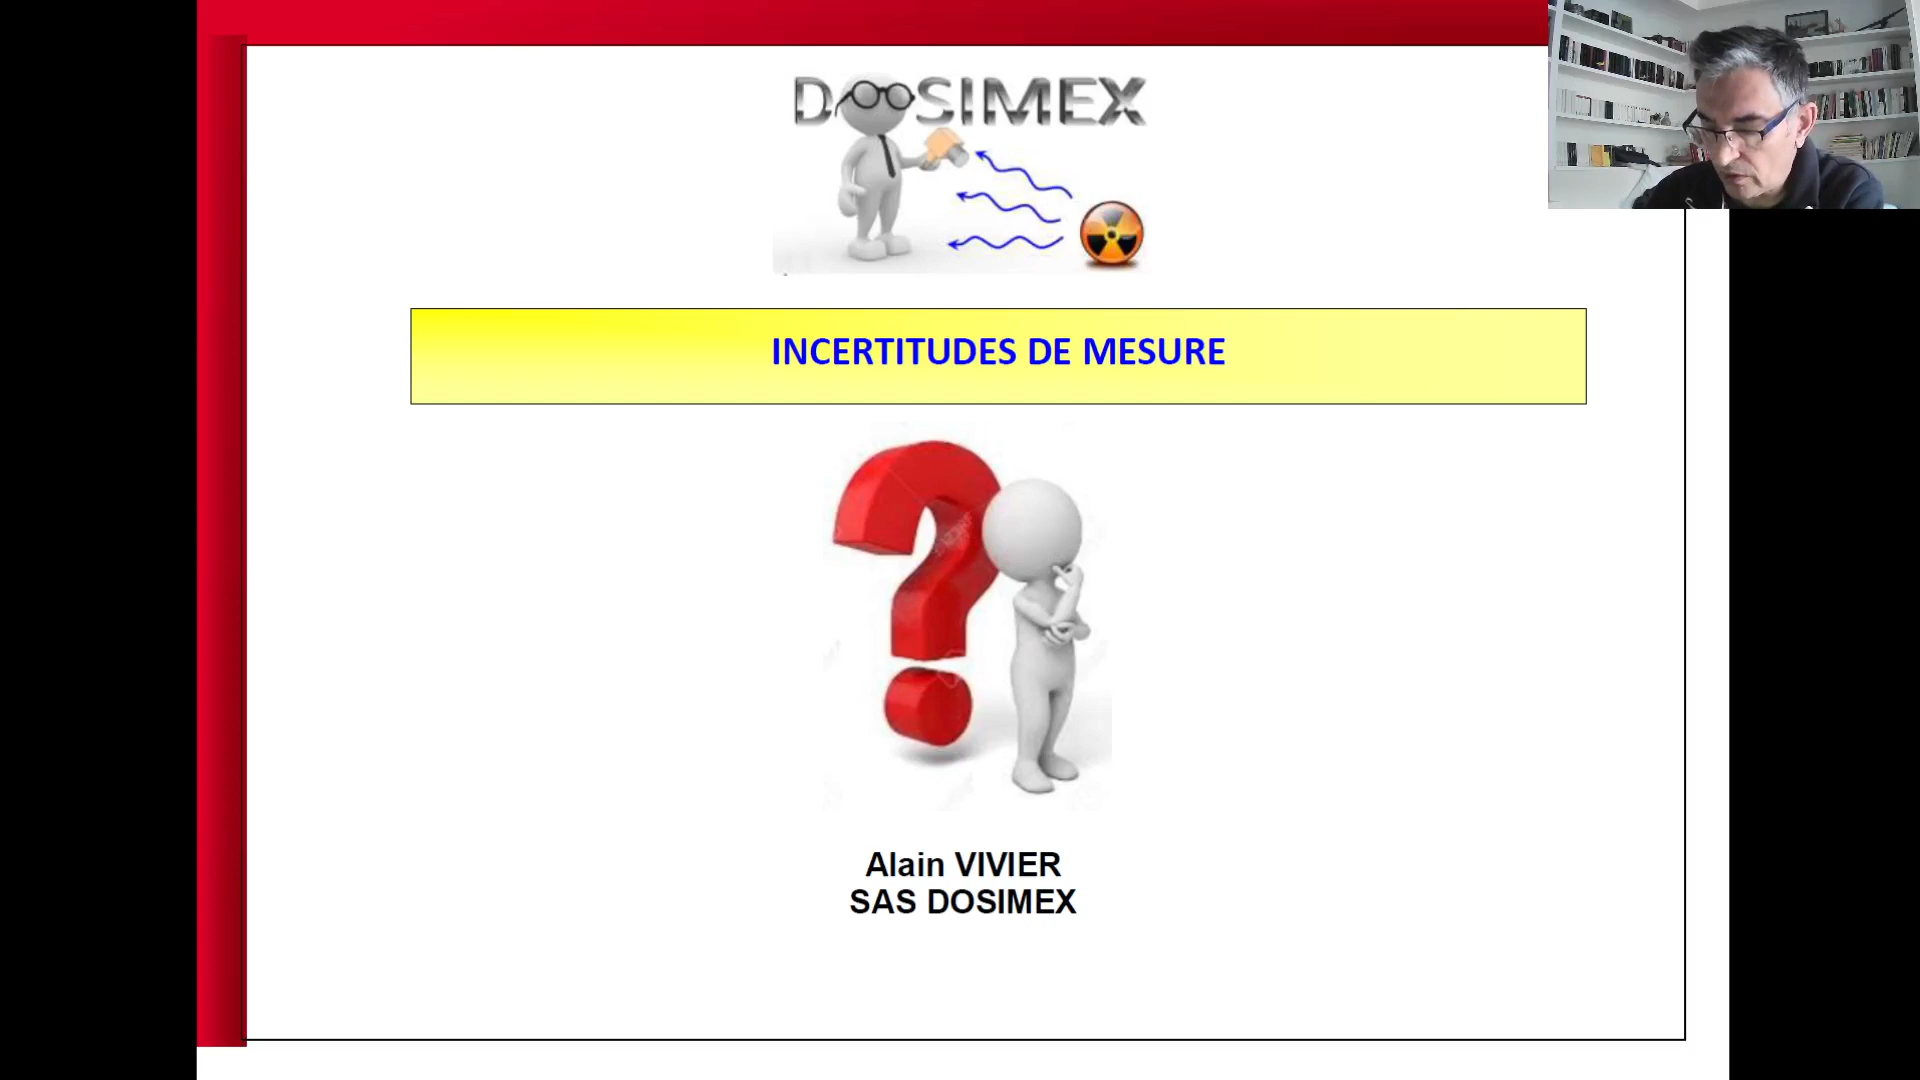 DOSIMEX
INCERTITUDES DE MESURE
Alain VIVIER
SAS DOSIMEX